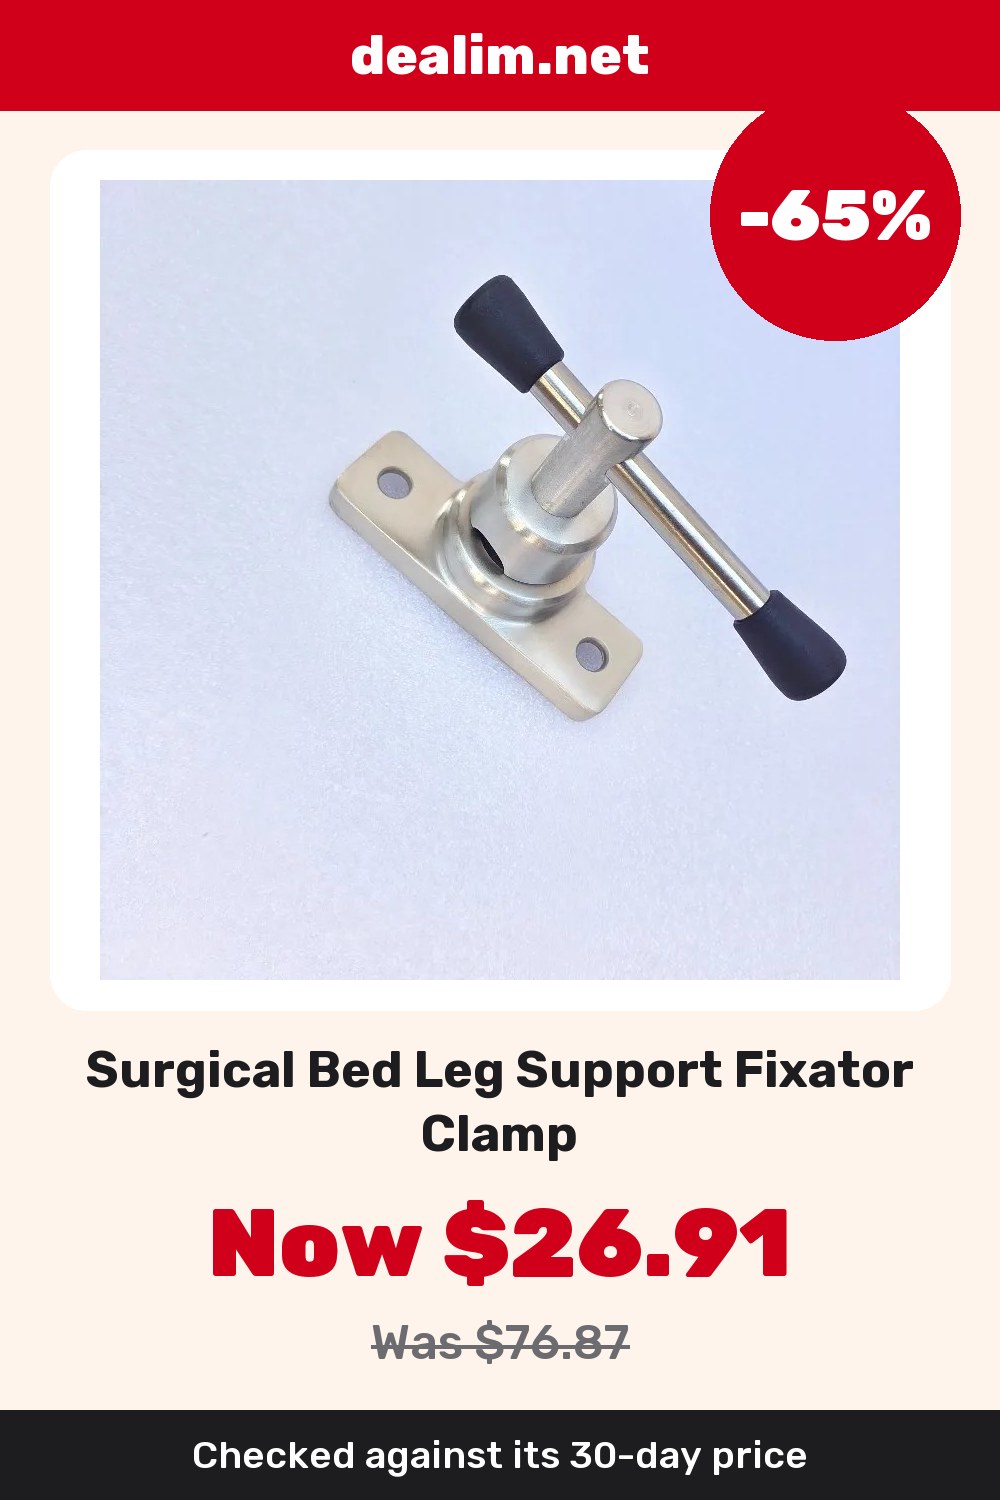 dealim.net
-65%
Surgical Bed Leg Support Fixator
Clamp
Now $26.91
Was $76.87
Checked against its 30-day price